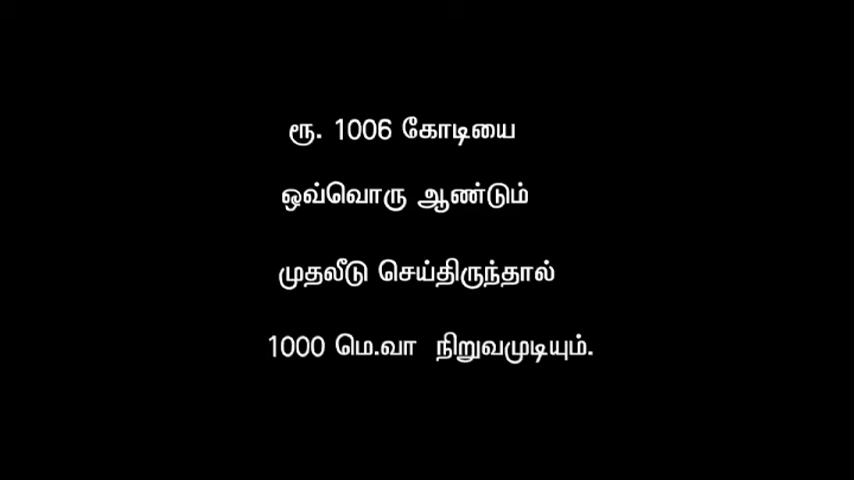 ரூ. 1006 கோடியை
ஒவ்வொரு ஆண்டும்
முதலீடு செய்திருந்தால்
1000 மெ.வா நிறுவமுடியும்.